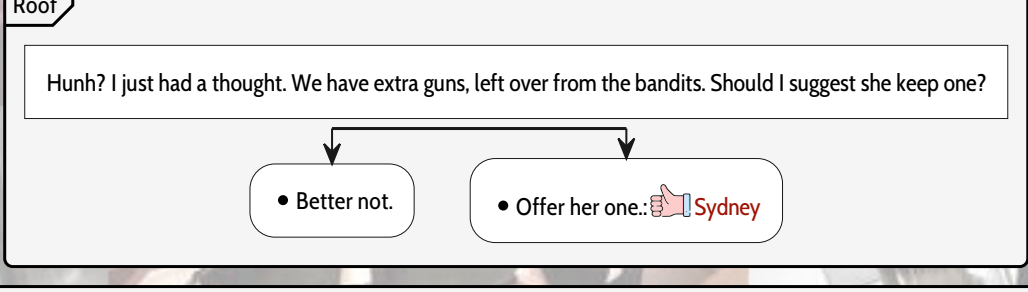 Roof
Hunh? I just had a thought. We have extra guns, left over from the bandits. Should I suggest she keep one?
• Better not.
• Offer her one.: Sydney